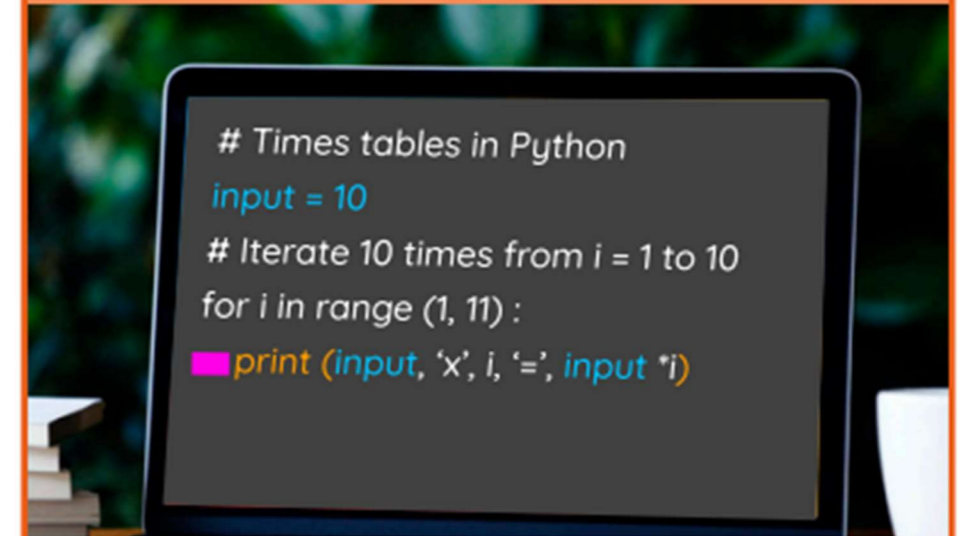 # Times tables in Python
input = 10
# Iterate 10 times from i = 1 to 10
for i in range (1, 11) :
print (input, ‘x’, i, ‘=’, input *i)